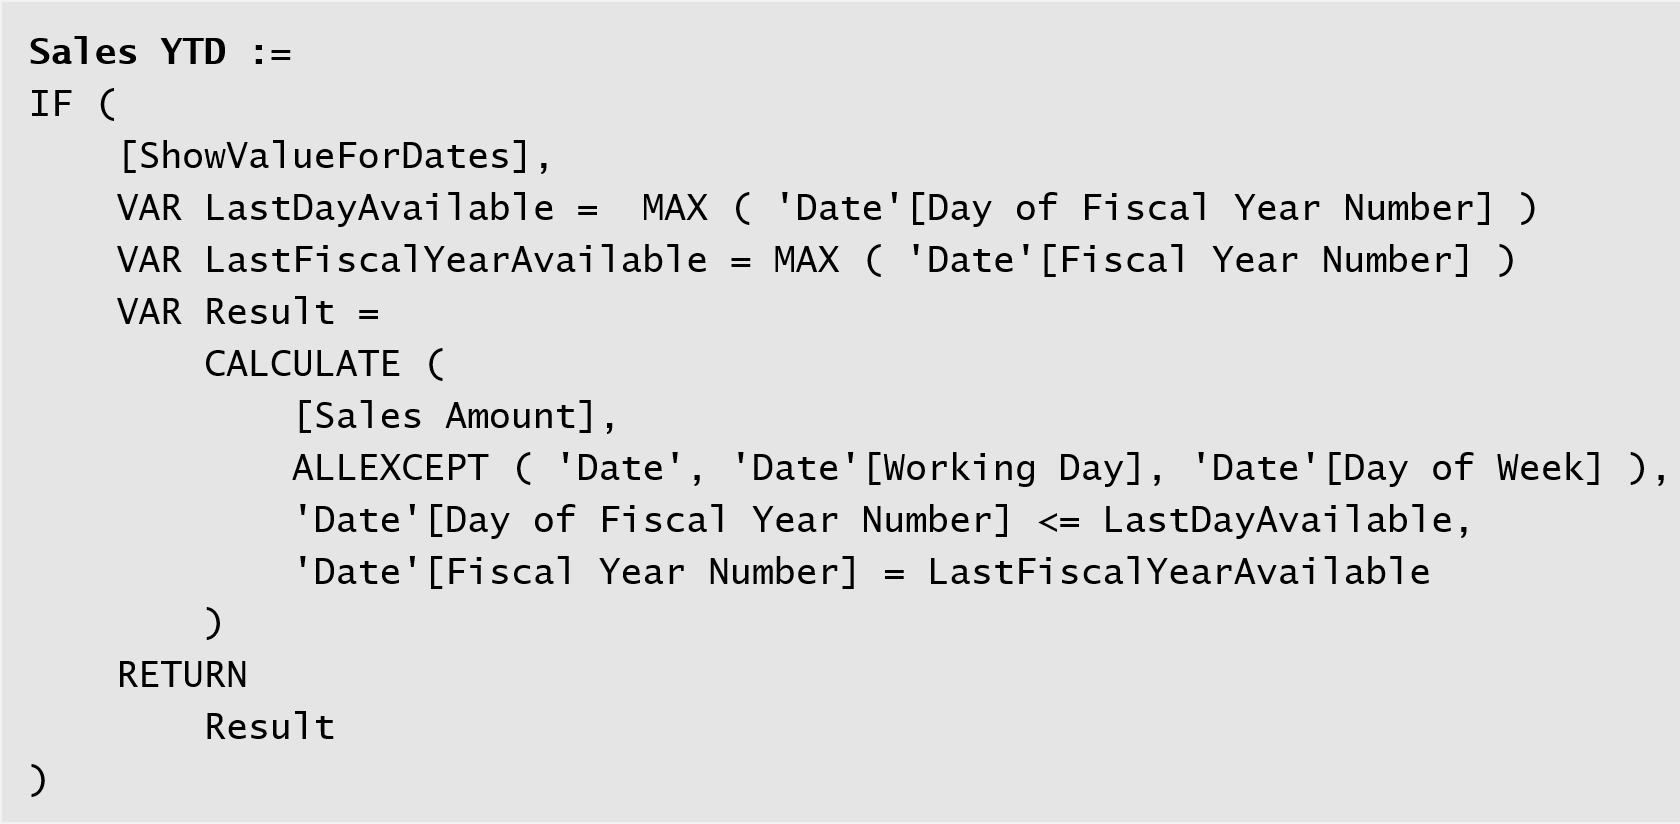 Sales YTD :=
IF (
    [ShowValueForDates],
    VAR LastDayAvailable =  MAX ( 'Date'[Day of Fiscal Year Number] )
    VAR LastFiscalYearAvailable = MAX ( 'Date'[Fiscal Year Number] )
    VAR Result =
        CALCULATE (
            [Sales Amount],
            ALLEXCEPT ( 'Date', 'Date'[Working Day], 'Date'[Day of Week] ),
            'Date'[Day of Fiscal Year Number] <= LastDayAvailable,
            'Date'[Fiscal Year Number] = LastFiscalYearAvailable
        )
    RETURN
        Result
)